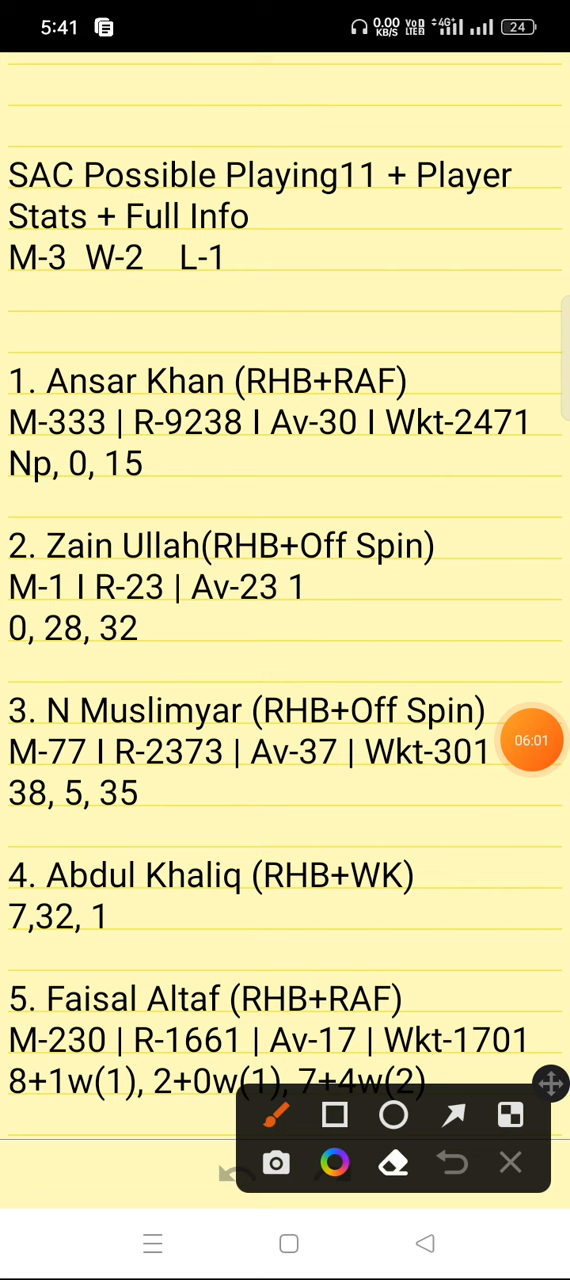 5:41 0.00 KB/S VoD LTE2 4G+ 24
SAC Possible Playing11 + Player
Stats + Full Info
M-3 W-2 L-1
1. Ansar Khan (RHB+RAF)
M-333 | R-9238 I Av-30 I Wkt-2471
Np, 0, 15
2. Zain Ullah(RHB+Off Spin)
M-1 I R-23 | Av-23 1
0, 28, 32
3. N Muslimyar (RHB+Off Spin)
M-77 I R-2373 | Av-37 | Wkt-301
38, 5, 35
06:01
4. Abdul Khaliq (RHB+WK)
7,32, 1
5. Faisal Altaf (RHB+RAF)
M-230 | R-1661 | Av-17 | Wkt-1701
8+1w(1), 2+0w(1), 7+4w(2)